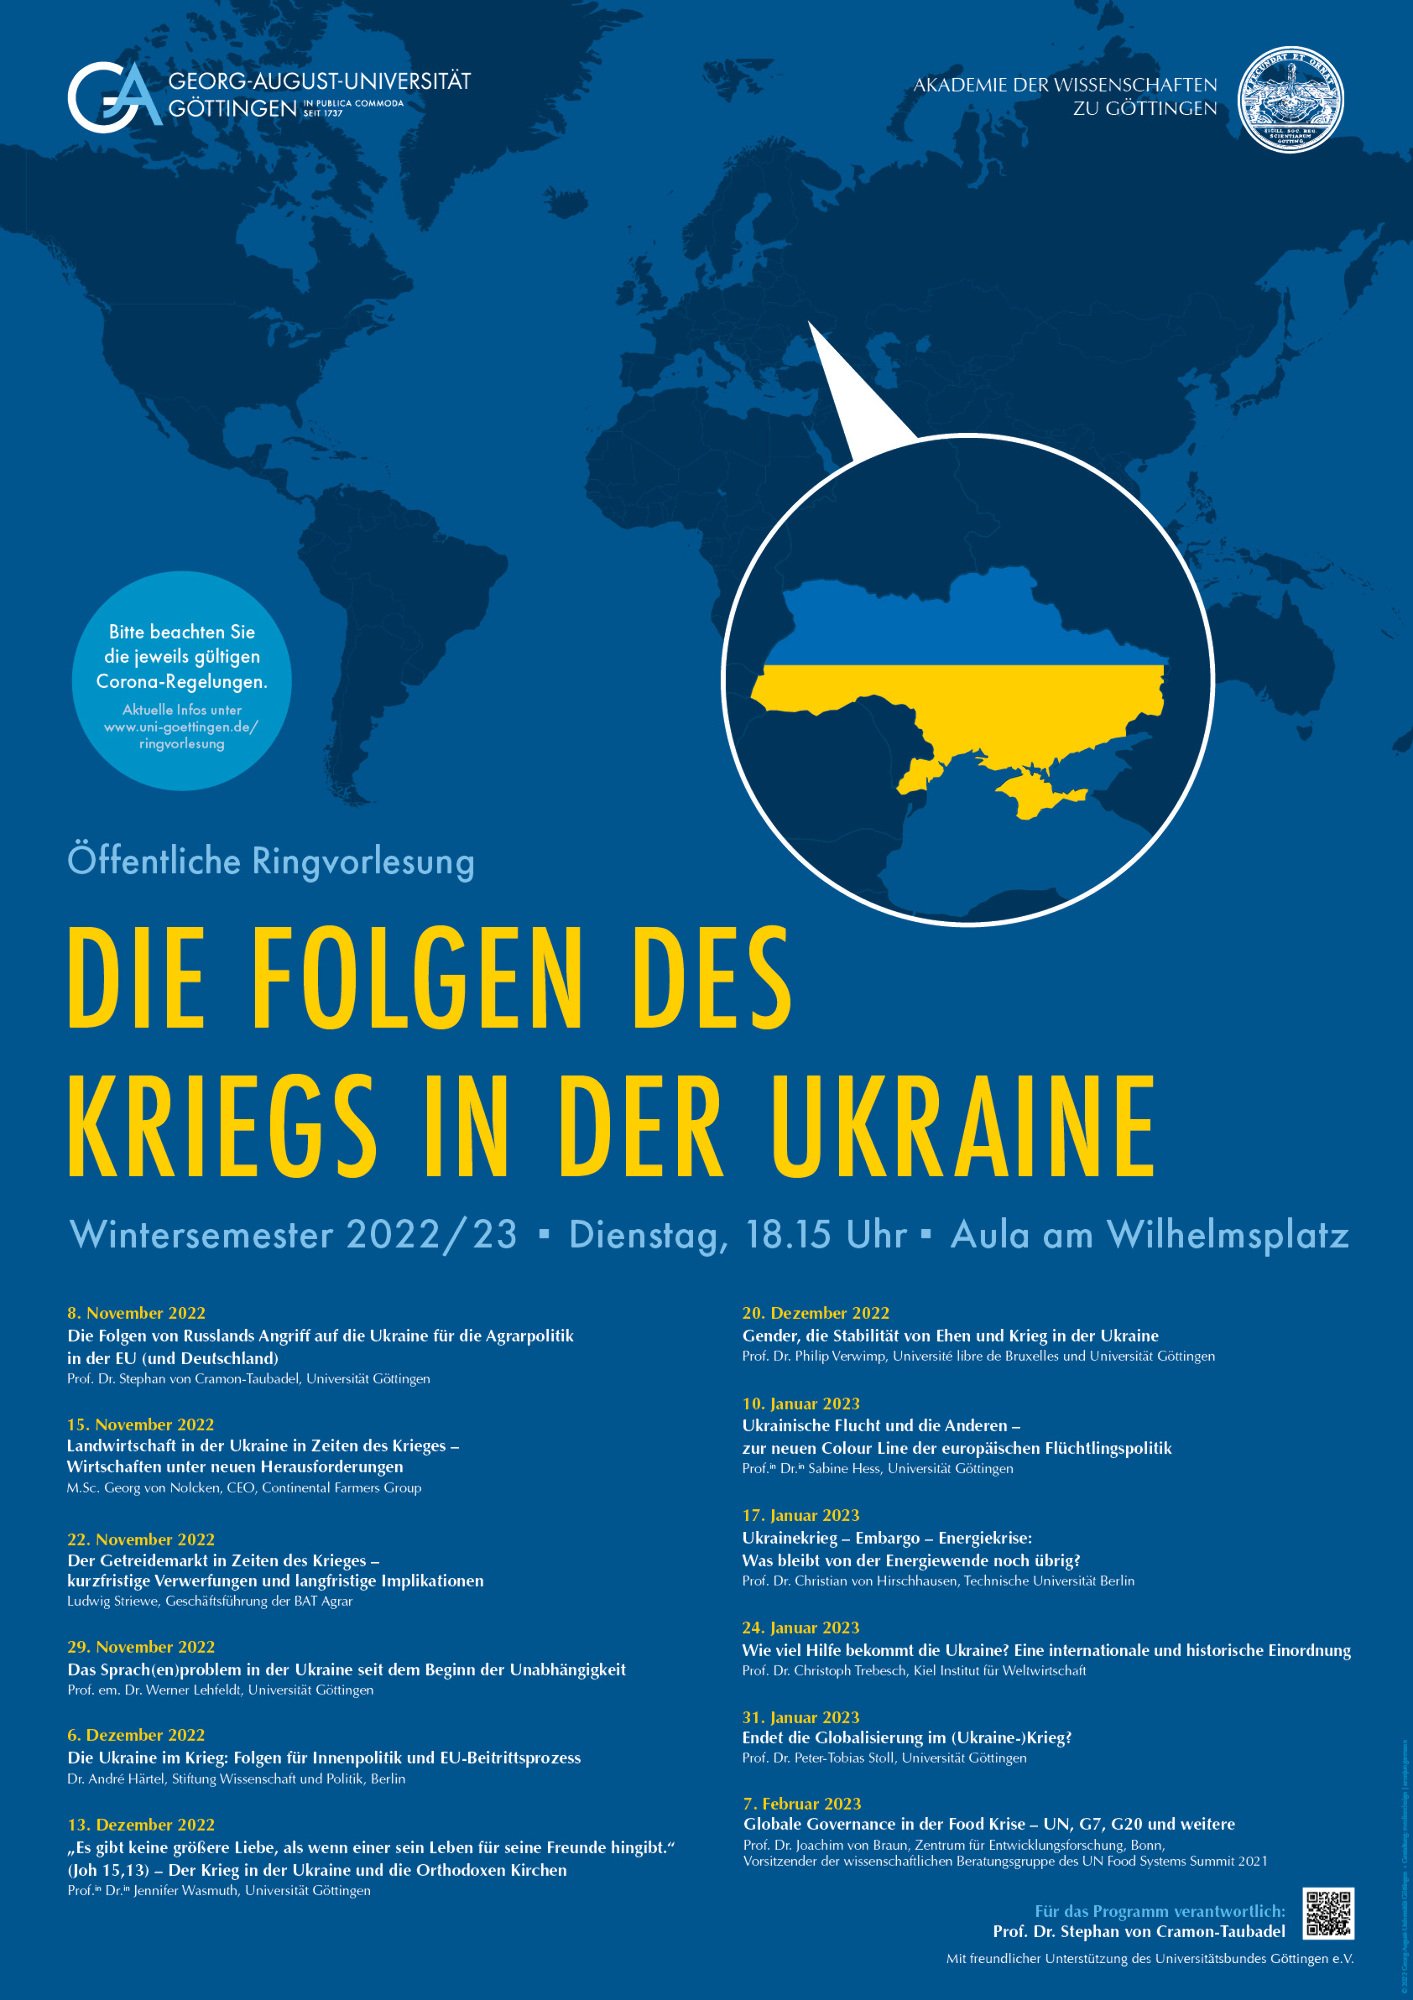 GEORG-AUGUST-UNIVERSITÄT
GÖTTINGEN IN PUBLICA COMMODA
SEIT 1737
AKADEMIE DER WISSENSCHAFTEN
ZU GÖTTINGEN
FECUNDAT ET ORNAT
SIGILL. SOC. REG
SCIENTIARUM
GOTTING.
Bitte beachten Sie
die jeweils gültigen
Corona-Regelungen.
Aktuelle Infos unter
www.uni-goettingen.de/
ringvorlesung
Öffentliche Ringvorlesung
DIE FOLGEN DES
KRIEGS IN DER UKRAINE
Wintersemester 2022/23 ▪ Dienstag, 18.15 Uhr ▪ Aula am Wilhelmsplatz
8. November 2022
Die Folgen von Russlands Angriff auf die Ukraine für die Agrarpolitik
in der EU (und Deutschland)
Prof. Dr. Stephan von Cramon-Taubadel, Universität Göttingen
15. November 2022
Landwirtschaft in der Ukraine in Zeiten des Krieges –
Wirtschaften unter neuen Herausforderungen
M.Sc. Georg von Nolcken, CEO, Continental Farmers Group
22. November 2022
Der Getreidemarkt in Zeiten des Krieges –
kurzfristige Verwerfungen und langfristige Implikationen
Ludwig Striewe, Geschäftsführung der BAT Agrar
29. November 2022
Das Sprach(en)problem in der Ukraine seit dem Beginn der Unabhängigkeit
Prof. em. Dr. Werner Lehfeldt, Universität Göttingen
6. Dezember 2022
Die Ukraine im Krieg: Folgen für Innenpolitik und EU-Beitrittsprozess
Dr. André Härtel, Stiftung Wissenschaft und Politik, Berlin
13. Dezember 2022
„Es gibt keine größere Liebe, als wenn einer sein Leben für seine Freunde hingibt.“
(Joh 15,13) – Der Krieg in der Ukraine und die Orthodoxen Kirchen
Prof.in Dr.in Jennifer Wasmuth, Universität Göttingen
20. Dezember 2022
Gender, die Stabilität von Ehen und Krieg in der Ukraine
Prof. Dr. Philip Verwimp, Université libre de Bruxelles und Universität Göttingen
10. Januar 2023
Ukrainische Flucht und die Anderen –
zur neuen Colour Line der europäischen Flüchtlingspolitik
Prof.in Dr.in Sabine Hess, Universität Göttingen
17. Januar 2023
Ukrainekrieg – Embargo – Energiekrise:
Was bleibt von der Energiewende noch übrig?
Prof. Dr. Christian von Hirschhausen, Technische Universität Berlin
24. Januar 2023
Wie viel Hilfe bekommt die Ukraine? Eine internationale und historische Einordnung
Prof. Dr. Christoph Trebesch, Kiel Institut für Weltwirtschaft
31. Januar 2023
Endet die Globalisierung im (Ukraine-)Krieg?
Prof. Dr. Peter-Tobias Stoll, Universität Göttingen
7. Februar 2023
Globale Governance in der Food Krise – UN, G7, G20 und weitere
Prof. Dr. Joachim von Braun, Zentrum für Entwicklungsforschung, Bonn,
Vorsitzender der wissenschaftlichen Beratungsgruppe des UN Food Systems Summit 2021
Für das Programm verantwortlich:
Prof. Dr. Stephan von Cramon-Taubadel
Mit freundlicher Unterstützung des Universitätsbundes Göttingen e.V.